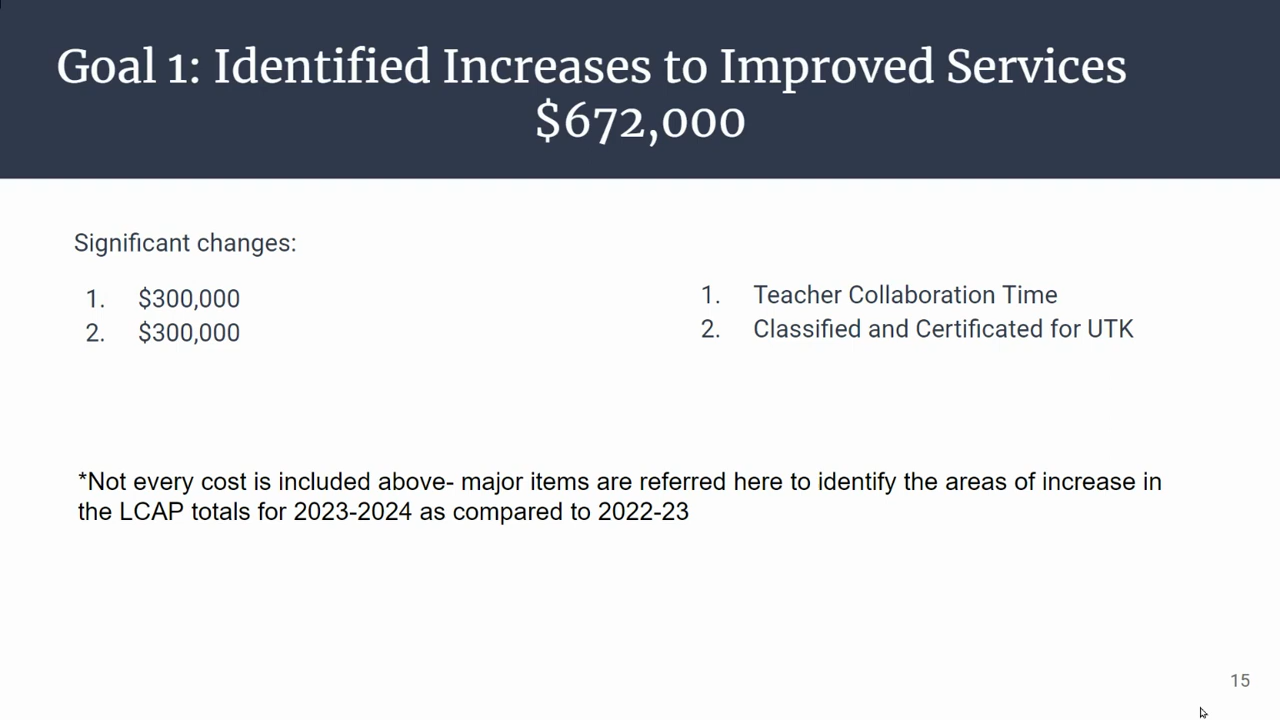 Goal 1: Identified Increases to Improved Services
$672,000
Significant changes:
1. $300,000
2. $300,000
1. Teacher Collaboration Time
2. Classified and Certificated for UTK
*Not every cost is included above- major items are referred here to identify the areas of increase in
the LCAP totals for 2023-2024 as compared to 2022-23
15